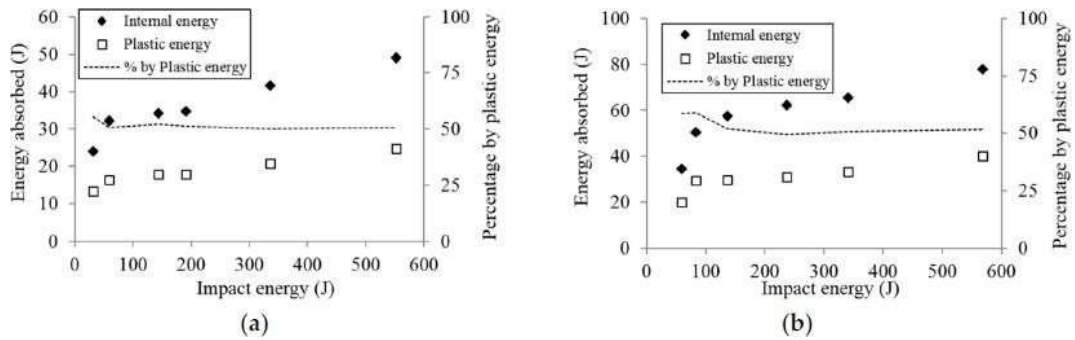 (a)
Energy absorbed (J)
60
50
40
30
20
10
0
Internal energy
Plastic energy
% by Plastic energy
100
75
50
25
0
Percentage by plastic energy
0 100 200 300 400 500 600
Impact energy (J)
(a)
(b)
Energy absorbed (J)
100
80
60
40
20
0
Internal energy
Plastic energy
% by Plastic energy
100
75
50
25
0
Percentage by plastic energy
0 100 200 300 400 500 600
Impact energy (J)
(b)